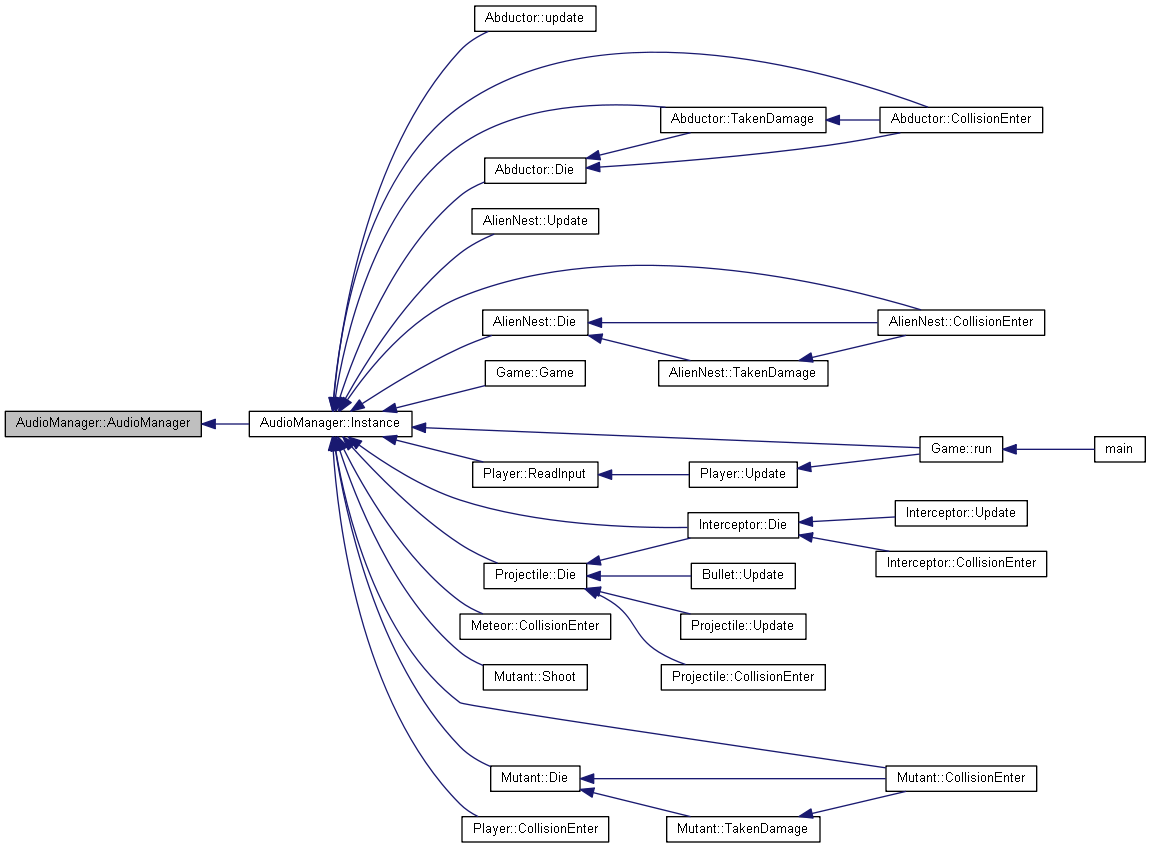 Abductor::update
Abductor::TakenDamage
Abductor::CollisionEnter
Abductor::Die
AlienNest::Update
AlienNest::Die
AlienNest::CollisionEnter
Game::Game
AlienNest::TakenDamage
AudioManager::AudioManager
AudioManager::Instance
Game::run
main
Player::ReadInput
Player::Update
Interceptor::Update
Interceptor::Die
Interceptor::CollisionEnter
Projectile::Die
Bullet::Update
Meteor::CollisionEnter
Projectile::Update
Mutant::Shoot
Projectile::CollisionEnter
Mutant::Die
Mutant::CollisionEnter
Player::CollisionEnter
Mutant::TakenDamage